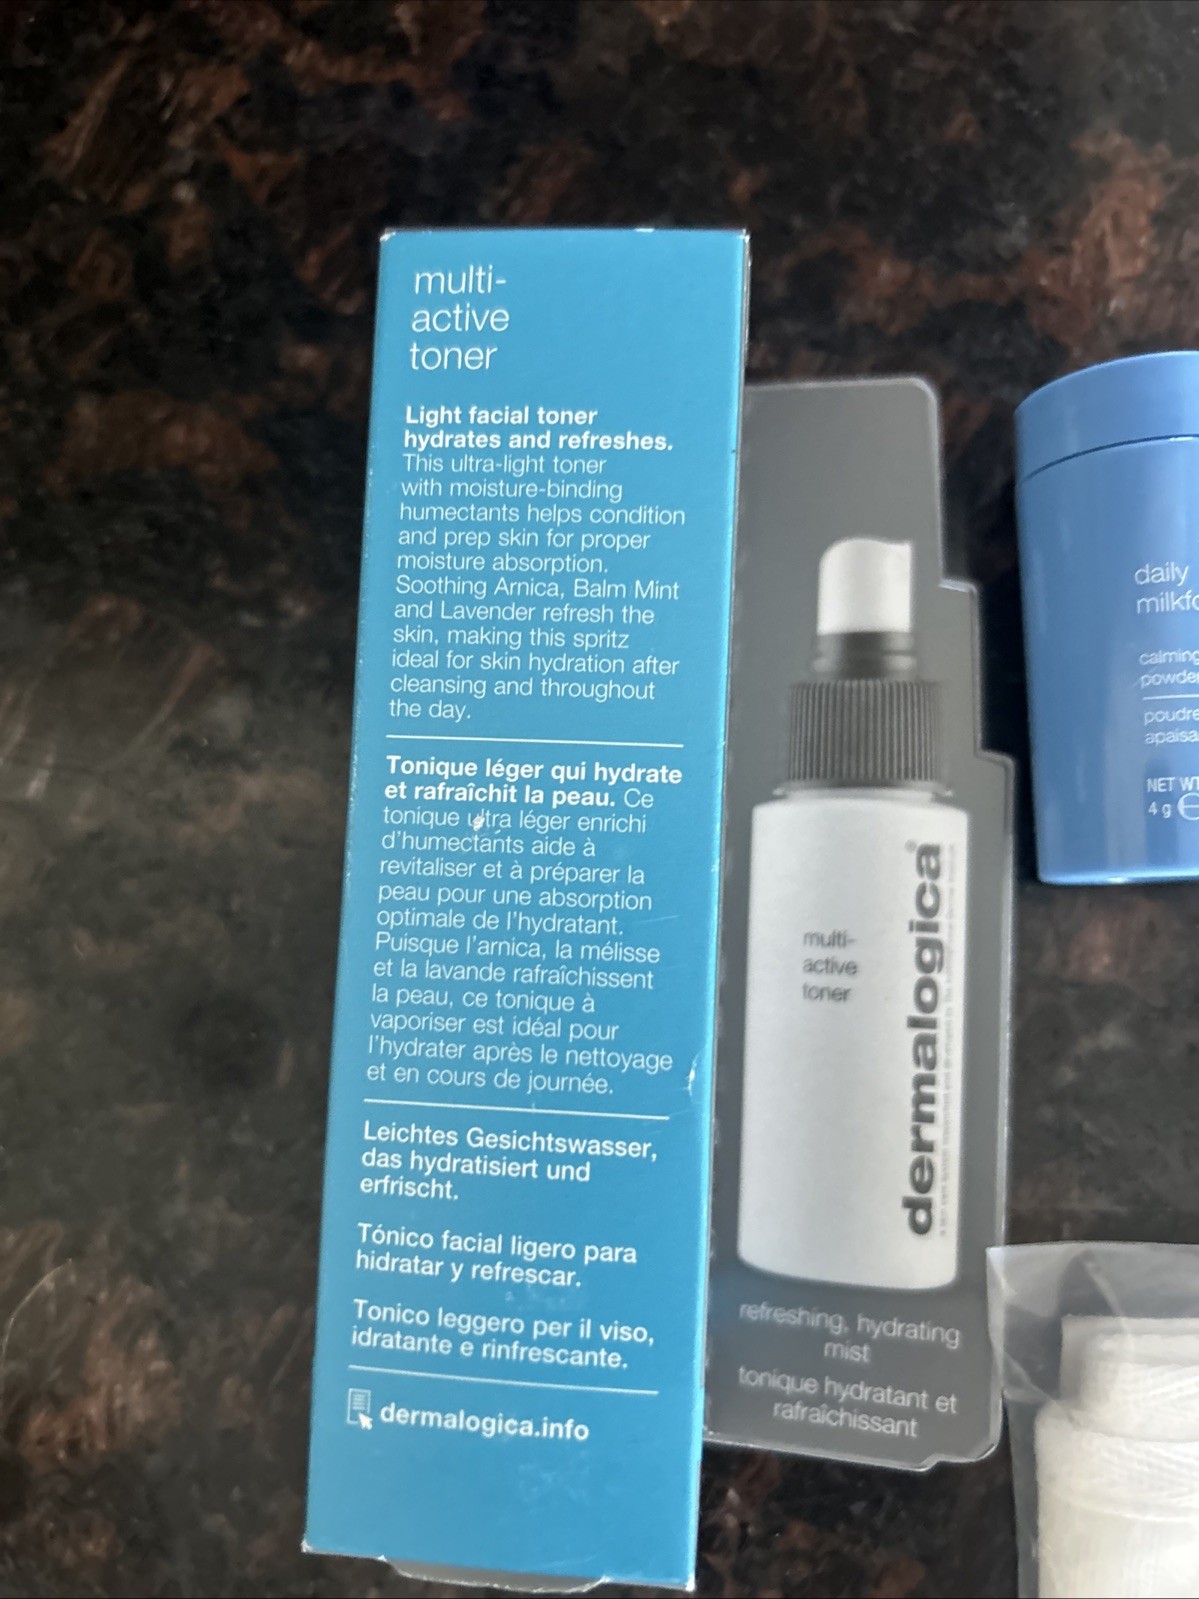 multi-
active
toner
Light facial toner
hydrates and refreshes.
This ultra-light toner
with moisture-binding
humectants helps condition
and prep skin for proper
moisture absorption.
Soothing Arnica, Balm Mint
and Lavender refresh the
skin, making this spritz
ideal for skin hydration after
cleansing and throughout
the day.
Tonique léger qui hydrate
et rafraîchit la peau. Ce
tonique ultra léger enrichi
d'humectants aide à
revitaliser et à préparer la
peau pour une absorption
optimale de l'hydratant.
Puisque l'arnica, la mélisse
et la lavande rafraîchissent
la peau, ce tonique à
vaporiser est idéal pour
l'hydrater après le nettoyage
et en cours de journée.
Leichtes Gesichtswasser,
das hydratisiert und
erfrischt.
Tónico facial ligero para
hidratar y refrescar.
Tonico leggero per il viso,
idratante e rinfrescante.
dermalogica.info
multi-
active
toner
dermalogica®
refreshing, hydrating
mist
tonique hydratant et
rafraîchissant
daily
milkfo
calming
powder
poudre
apaisa
NET WT
4 g ℮